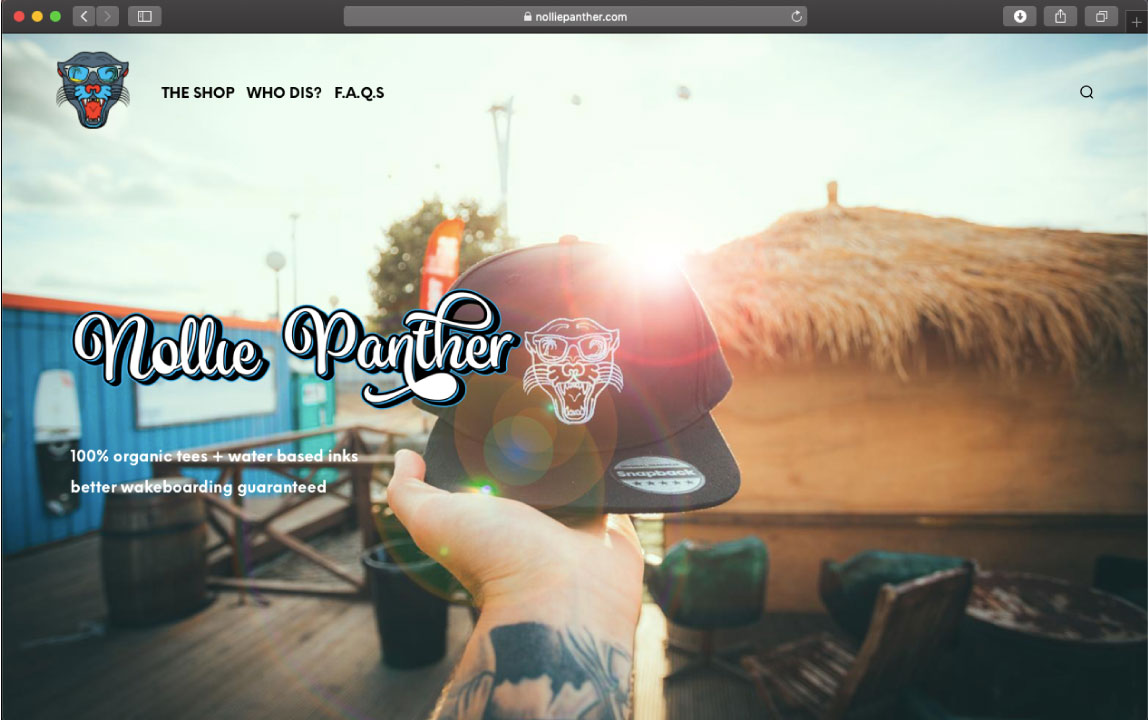 nolliepanther.com
THE SHOP WHO DIS? F.A.Q.S
Nollie Panther
100% organic tees + water based inks
better wakeboarding guaranteed
Snapback